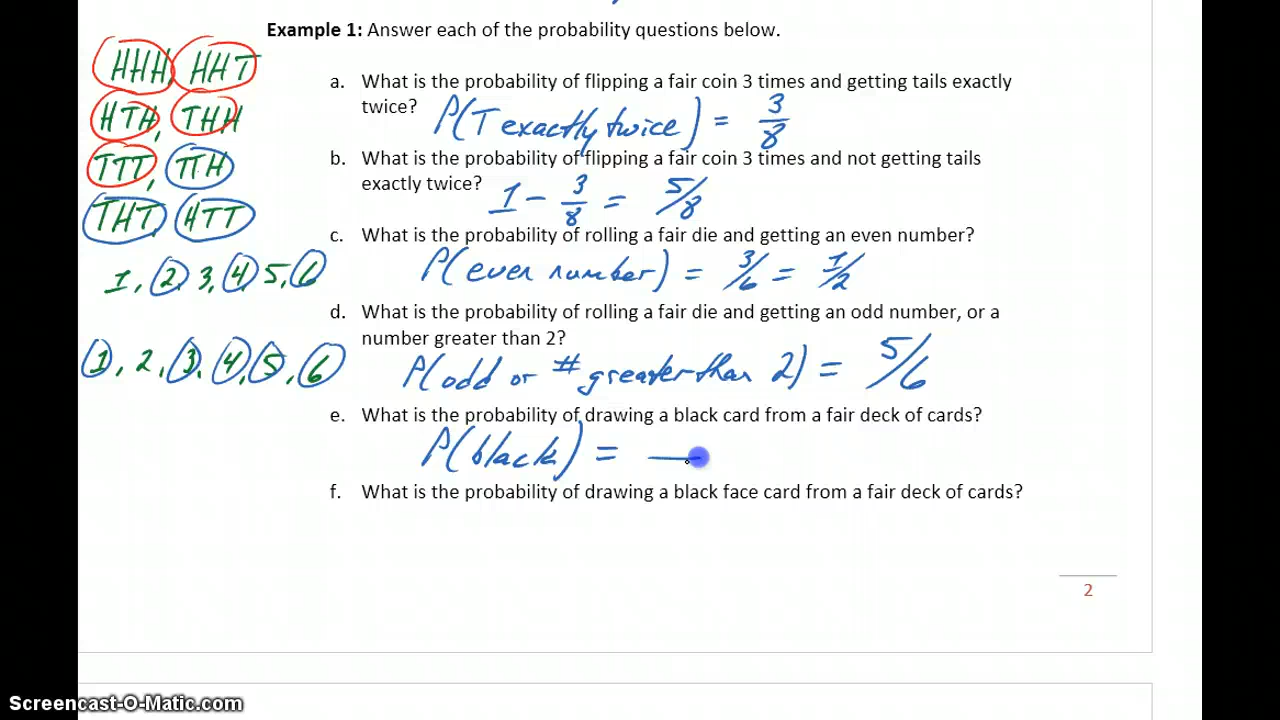 Example 1: Answer each of the probability questions below.
HHH, HHT
HTH, THH
TTT, TTH
THT, HTT
a. What is the probability of flipping a fair coin 3 times and getting tails exactly
twice? P(T exactly twice) = 3/8
b. What is the probability of flipping a fair coin 3 times and not getting tails
exactly twice? 1 - 3/8 = 5/8
c. What is the probability of rolling a fair die and getting an even number?
1, 2, 3, 4, 5, 6 P(even number) = 3/6 = 1/2
d. What is the probability of rolling a fair die and getting an odd number, or a
number greater than 2?
1, 2, 3, 4, 5, 6 P(odd or # greater than 2) = 5/6
e. What is the probability of drawing a black card from a fair deck of cards?
P(black) =
f. What is the probability of drawing a black face card from a fair deck of cards?
2
Screencast-O-Matic.com